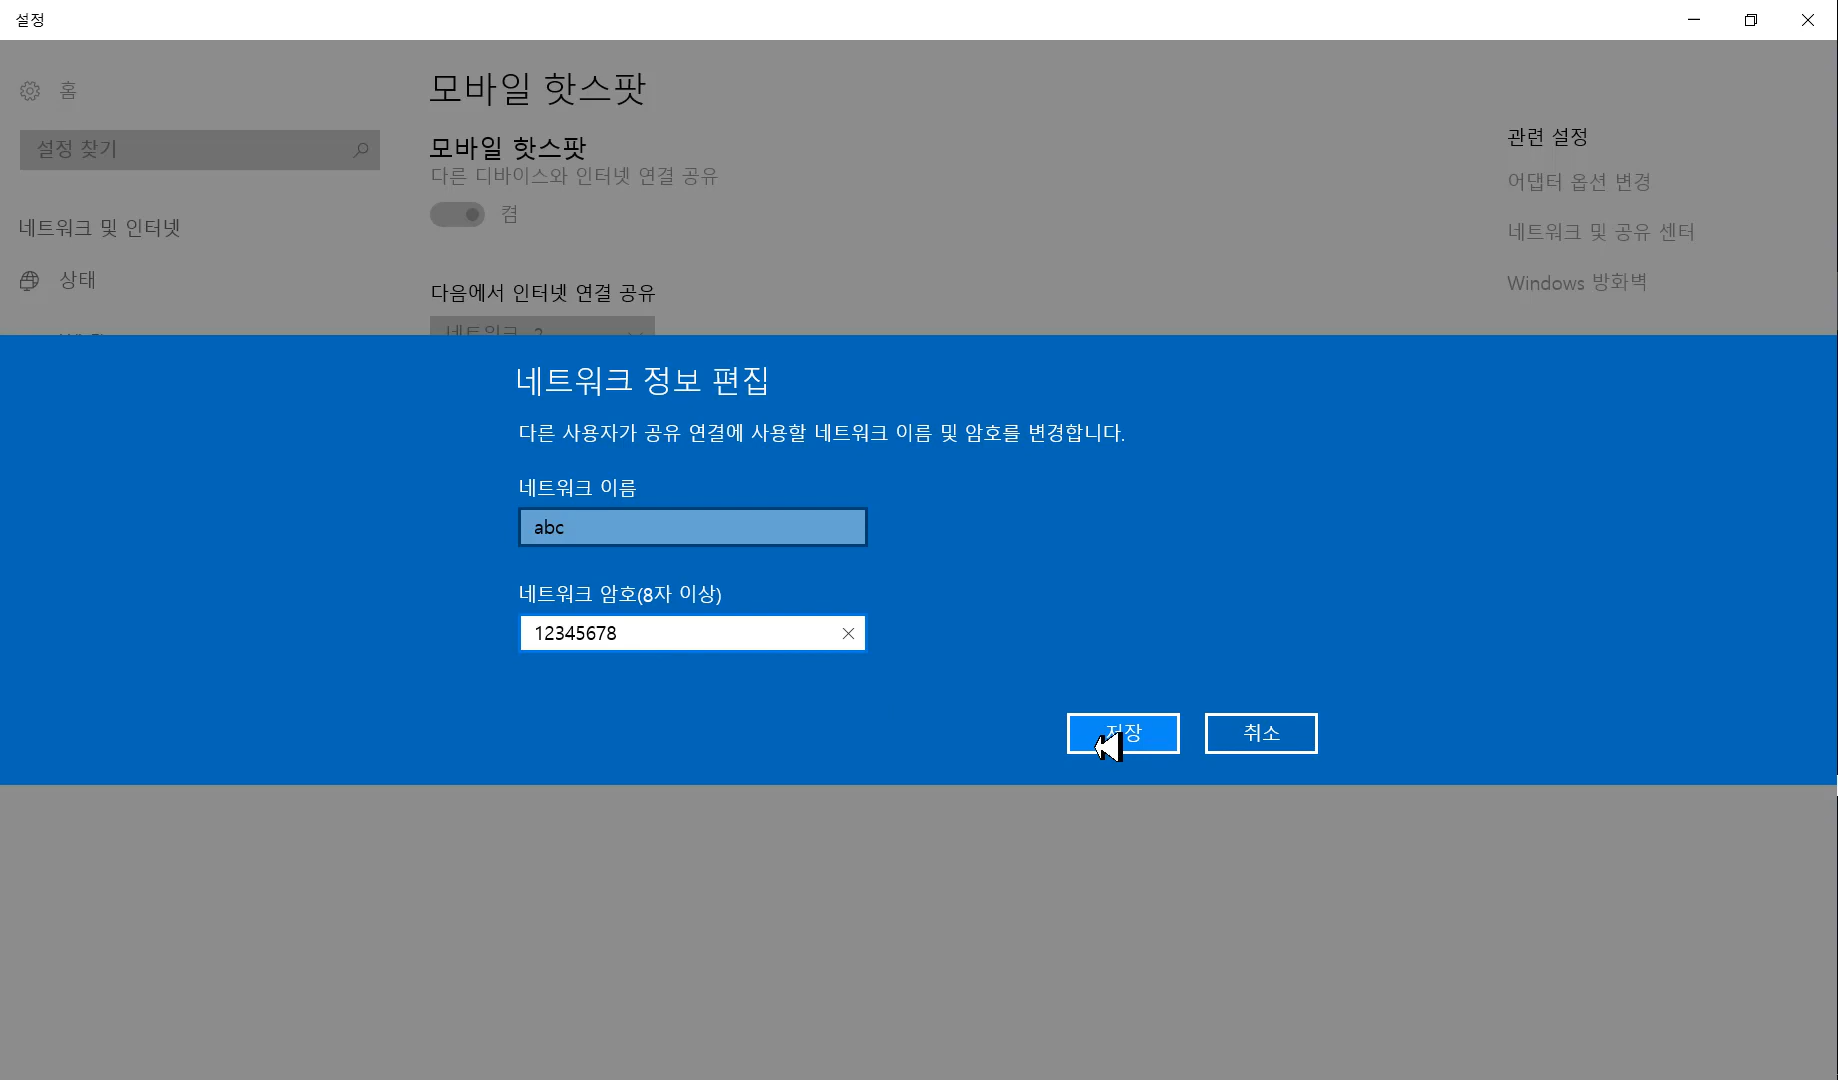 설정
홈
설정 찾기
네트워크 및 인터넷
상태
모바일 핫스팟
모바일 핫스팟
다른 디바이스와 인터넷 연결 공유
켬
다음에서 인터넷 연결 공유
네트워크 2
관련 설정
어댑터 옵션 변경
네트워크 및 공유 센터
Windows 방화벽
네트워크 정보 편집
다른 사용자가 공유 연결에 사용할 네트워크 이름 및 암호를 변경합니다.
네트워크 이름
abc
네트워크 암호(8자 이상)
12345678
저장
취소